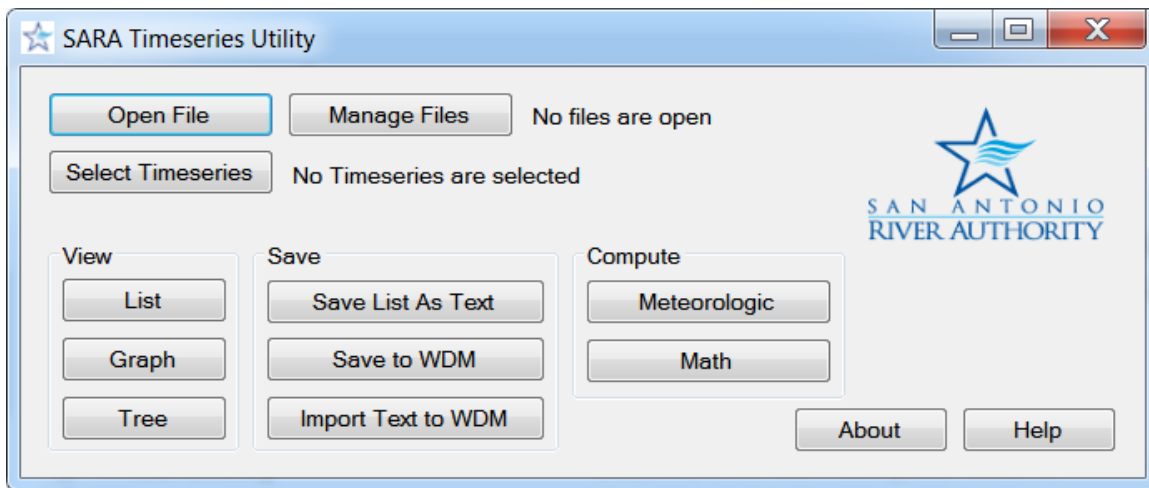 SARA Timeseries Utility
Open File
Manage Files
No files are open
Select Timeseries
No Timeseries are selected
SAN ANTONIO
RIVER AUTHORITY
View
List
Graph
Tree
Save
Save List As Text
Save to WDM
Import Text to WDM
Compute
Meteorologic
Math
About
Help